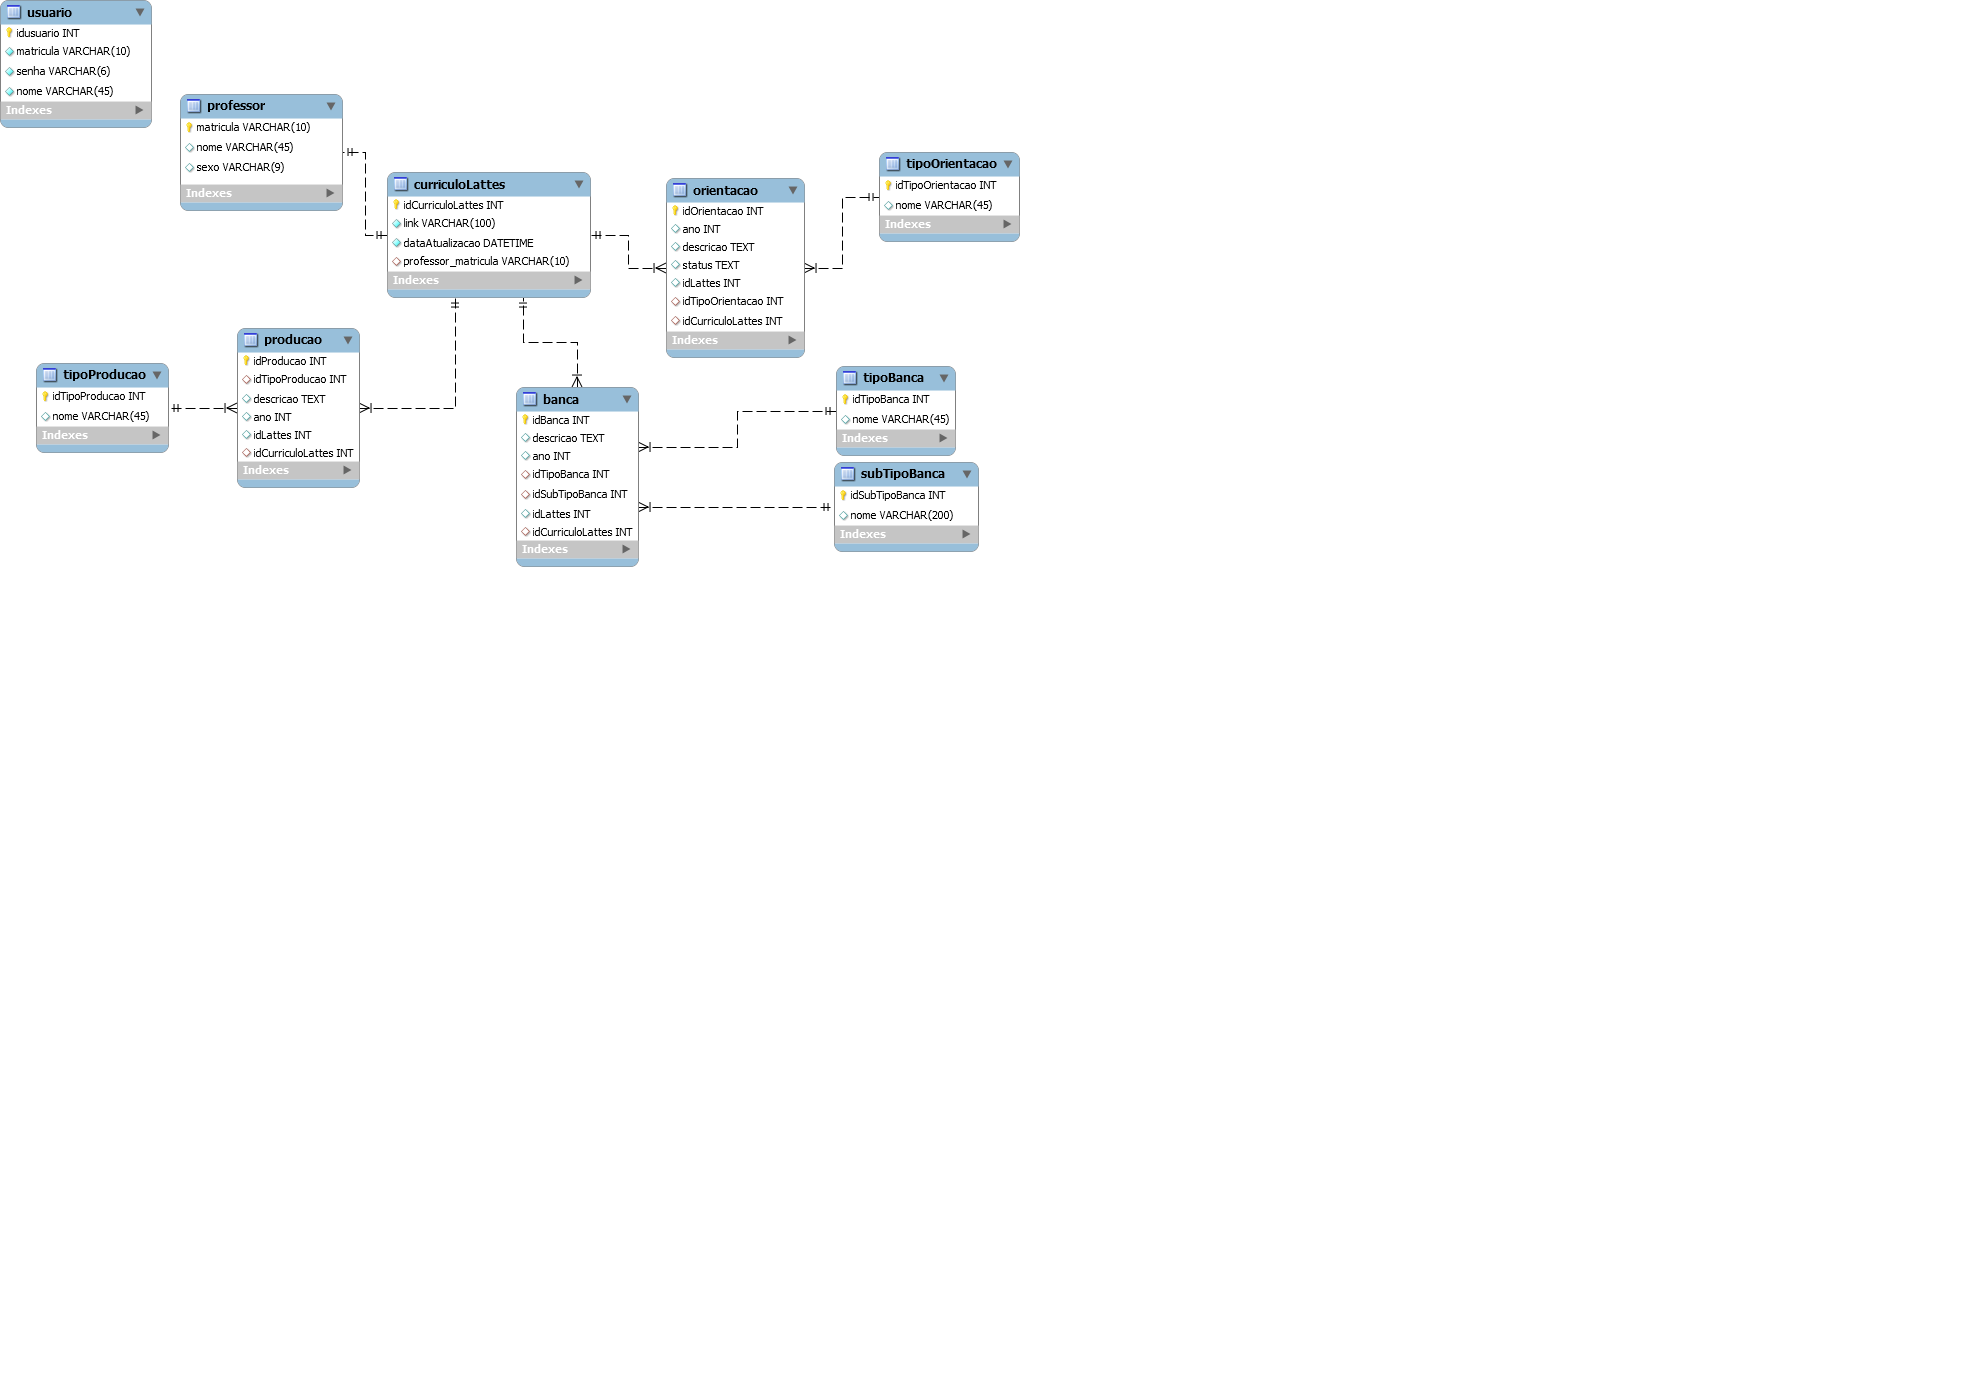 usuario
idusuario INT
matricula VARCHAR(10)
senha VARCHAR(6)
nome VARCHAR(45)
Indexes
professor
matricula VARCHAR(10)
nome VARCHAR(45)
sexo VARCHAR(9)
Indexes
curriculoLattes
idCurriculoLattes INT
link VARCHAR(100)
dataAtualizacao DATETIME
professor_matricula VARCHAR(10)
Indexes
orientacao
idOrientacao INT
ano INT
descricao TEXT
status TEXT
idLattes INT
idTipoOrientacao INT
idCurriculoLattes INT
Indexes
tipoOrientacao
idTipoOrientacao INT
nome VARCHAR(45)
Indexes
tipoProducao
idTipoProducao INT
nome VARCHAR(45)
Indexes
producao
idProducao INT
idTipoProducao INT
descricao TEXT
ano INT
idLattes INT
idCurriculoLattes INT
Indexes
banca
idBanca INT
descricao TEXT
ano INT
idTipoBanca INT
idSubTipoBanca INT
idLattes INT
idCurriculoLattes INT
Indexes
tipoBanca
idTipoBanca INT
nome VARCHAR(45)
Indexes
subTipoBanca
idSubTipoBanca INT
nome VARCHAR(200)
Indexes